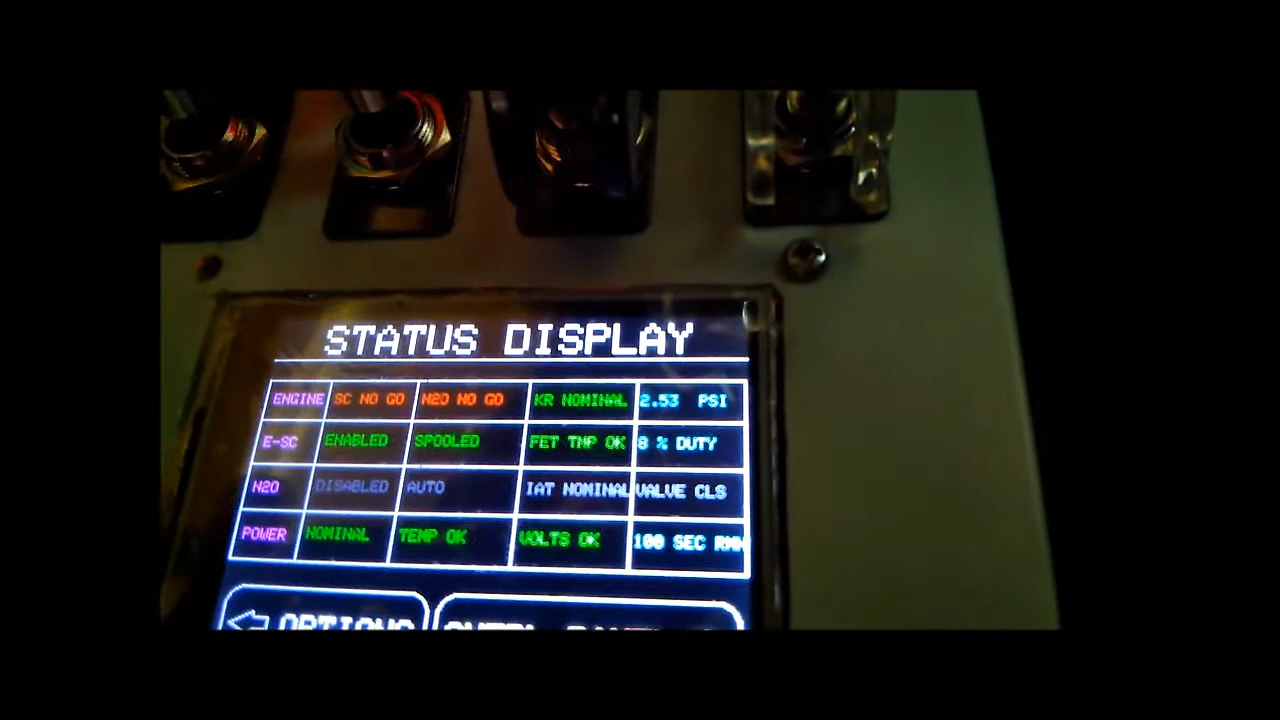 STATUS DISPLAY
ENGINE SC NO GO N2O NO GO KR NOMINAL 2.53 PSI
E-SC ENABLED SPOOLED FET TMP OK 8 % DUTY
N2O DISABLED AUTO IAT NOMINAL VALVE CLS
POWER NOMINAL TEMP OK VOLTS OK 100 SEC RMN
OPTIONS